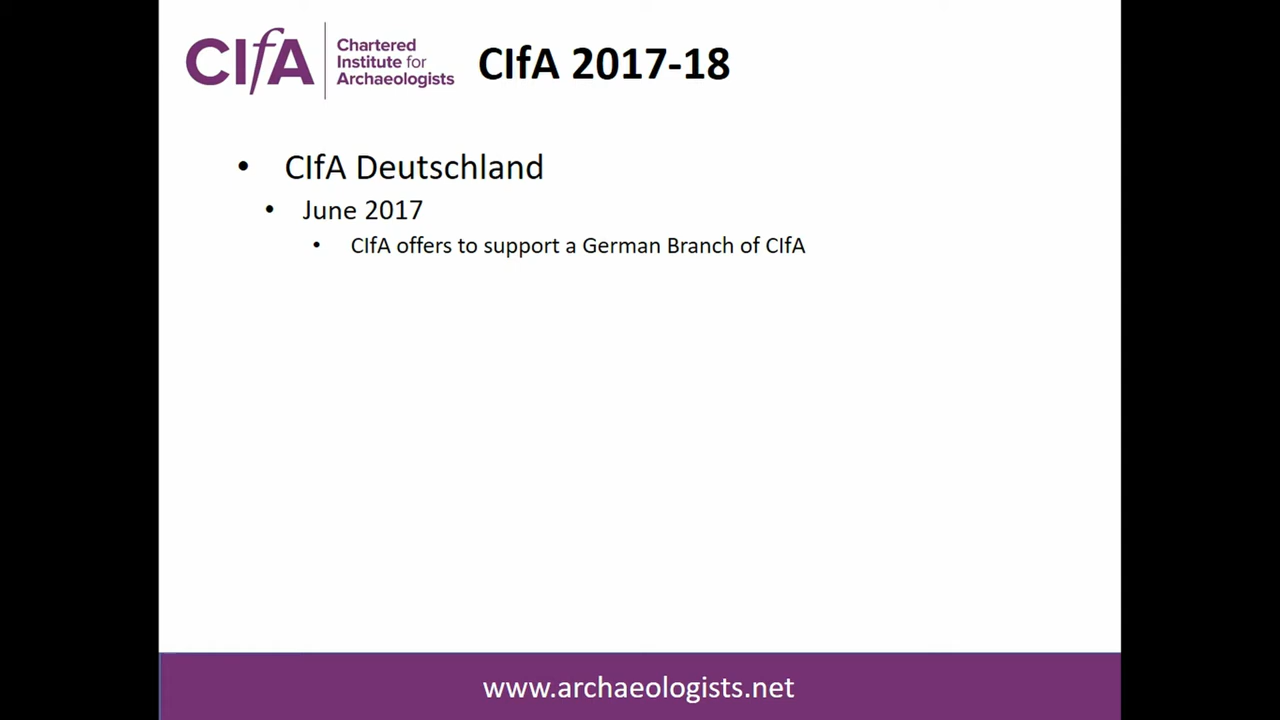 CIfA
Chartered
Institute for
Archaeologists
CIfA 2017-18
• CIfA Deutschland
• June 2017
• CIfA offers to support a German Branch of CIfA
www.archaeologists.net